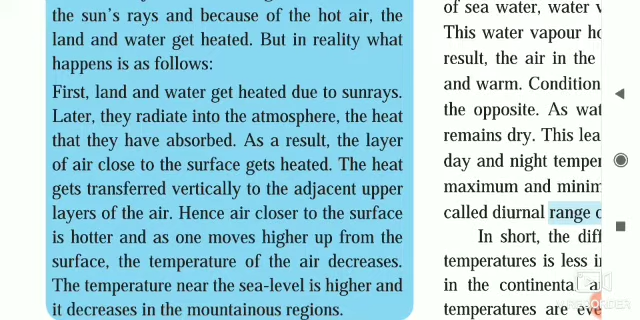 the sun's rays and because of the hot air, the
land and water get heated. But in reality what
happens is as follows:
First, land and water get heated due to sunrays.
Later, they radiate into the atmosphere, the heat
that they have absorbed. As a result, the layer
of air close to the surface gets heated. The heat
gets transferred vertically to the adjacent upper
layers of the air. Hence air closer to the surface
is hotter and as one moves higher up from the
surface, the temperature of the air decreases.
The temperature near the sea-level is higher and
it decreases in the mountainous regions.
of sea water, water v
This water vapour ho
result, the air in the
and warm. Condition
the opposite. As wat
remains dry. This lea
day and night temper
maximum and minim
called diurnal range o
In short, the diff
temperatures is less i
in the continental a
temperatures are eve